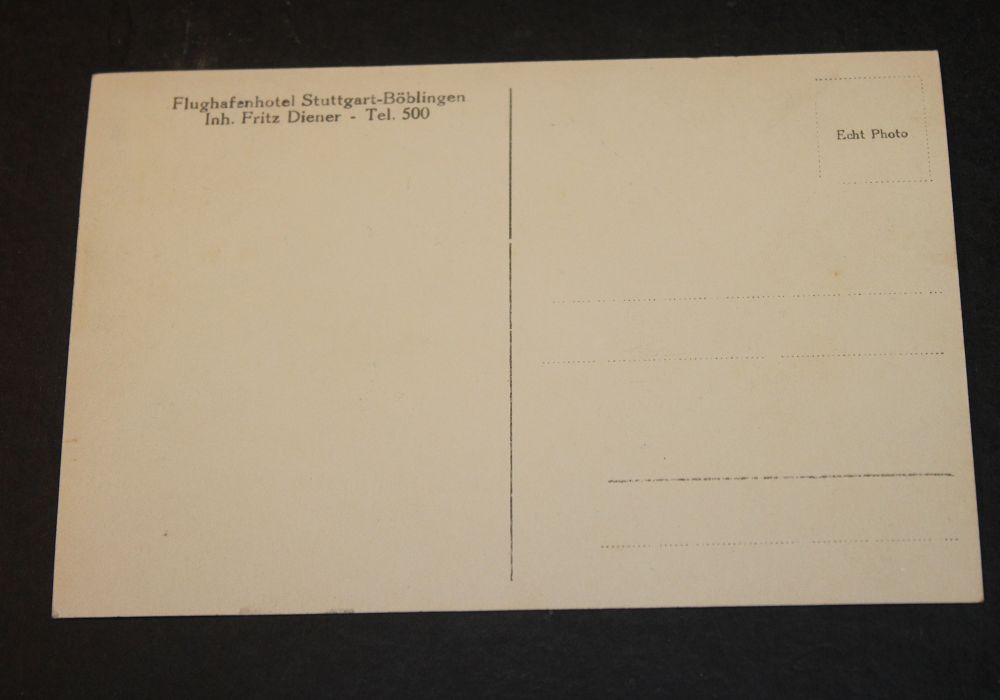 Flughafenhotel Stuttgart-Böblingen
Inh. Fritz Diener - Tel. 500
Echt Photo